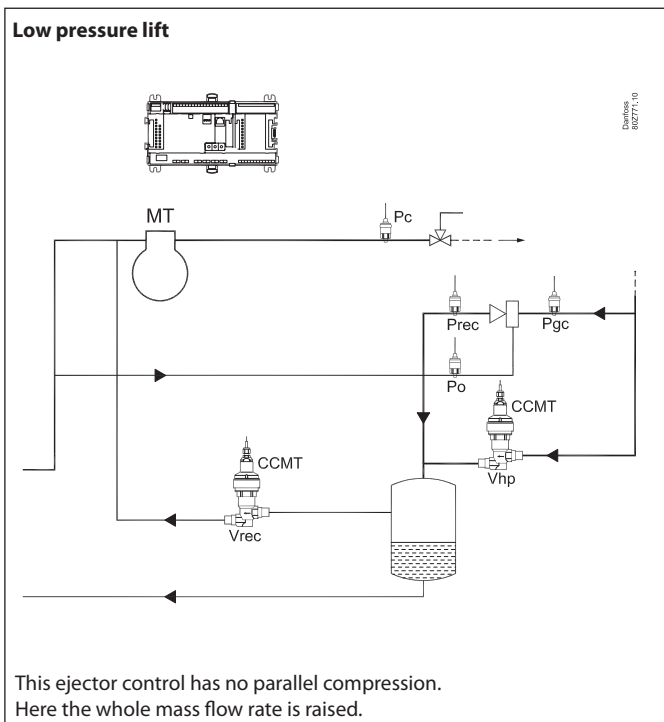 Low pressure lift
Danfoss
80Z771.10
MT
Pc
Prec
Pgc
Po
CCMT
Vhp
CCMT
Vrec
This ejector control has no parallel compression.
Here the whole mass flow rate is raised.